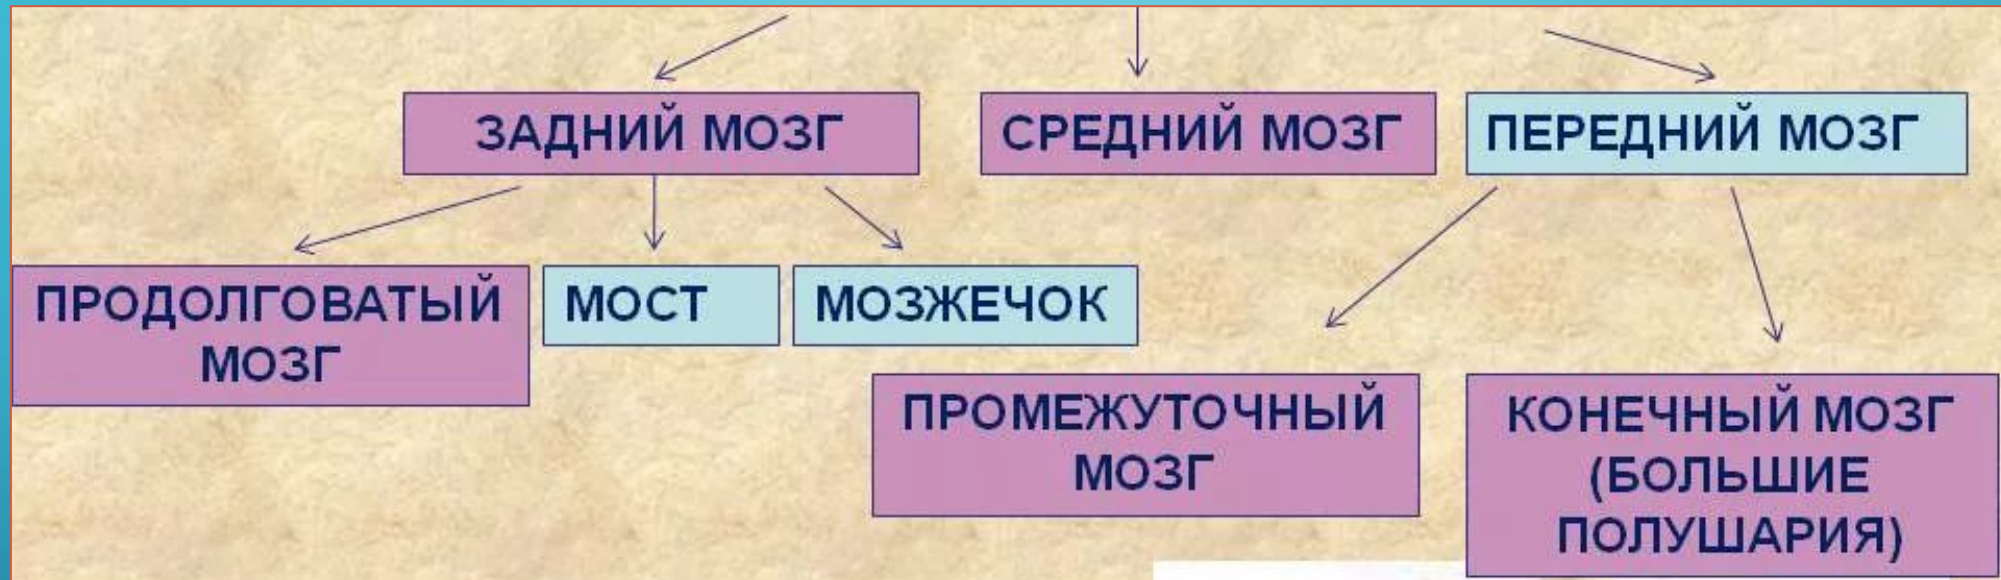 ЗАДНИЙ МОЗГ
СРЕДНИЙ МОЗГ
ПЕРЕДНИЙ МОЗГ
ПРОДОЛГОВАТЫЙ
МОЗГ
МОСТ
МОЗЖЕЧОК
ПРОМЕЖУТОЧНЫЙ
МОЗГ
КОНЕЧНЫЙ МОЗГ
(БОЛЬШИЕ
ПОЛУШАРИЯ)